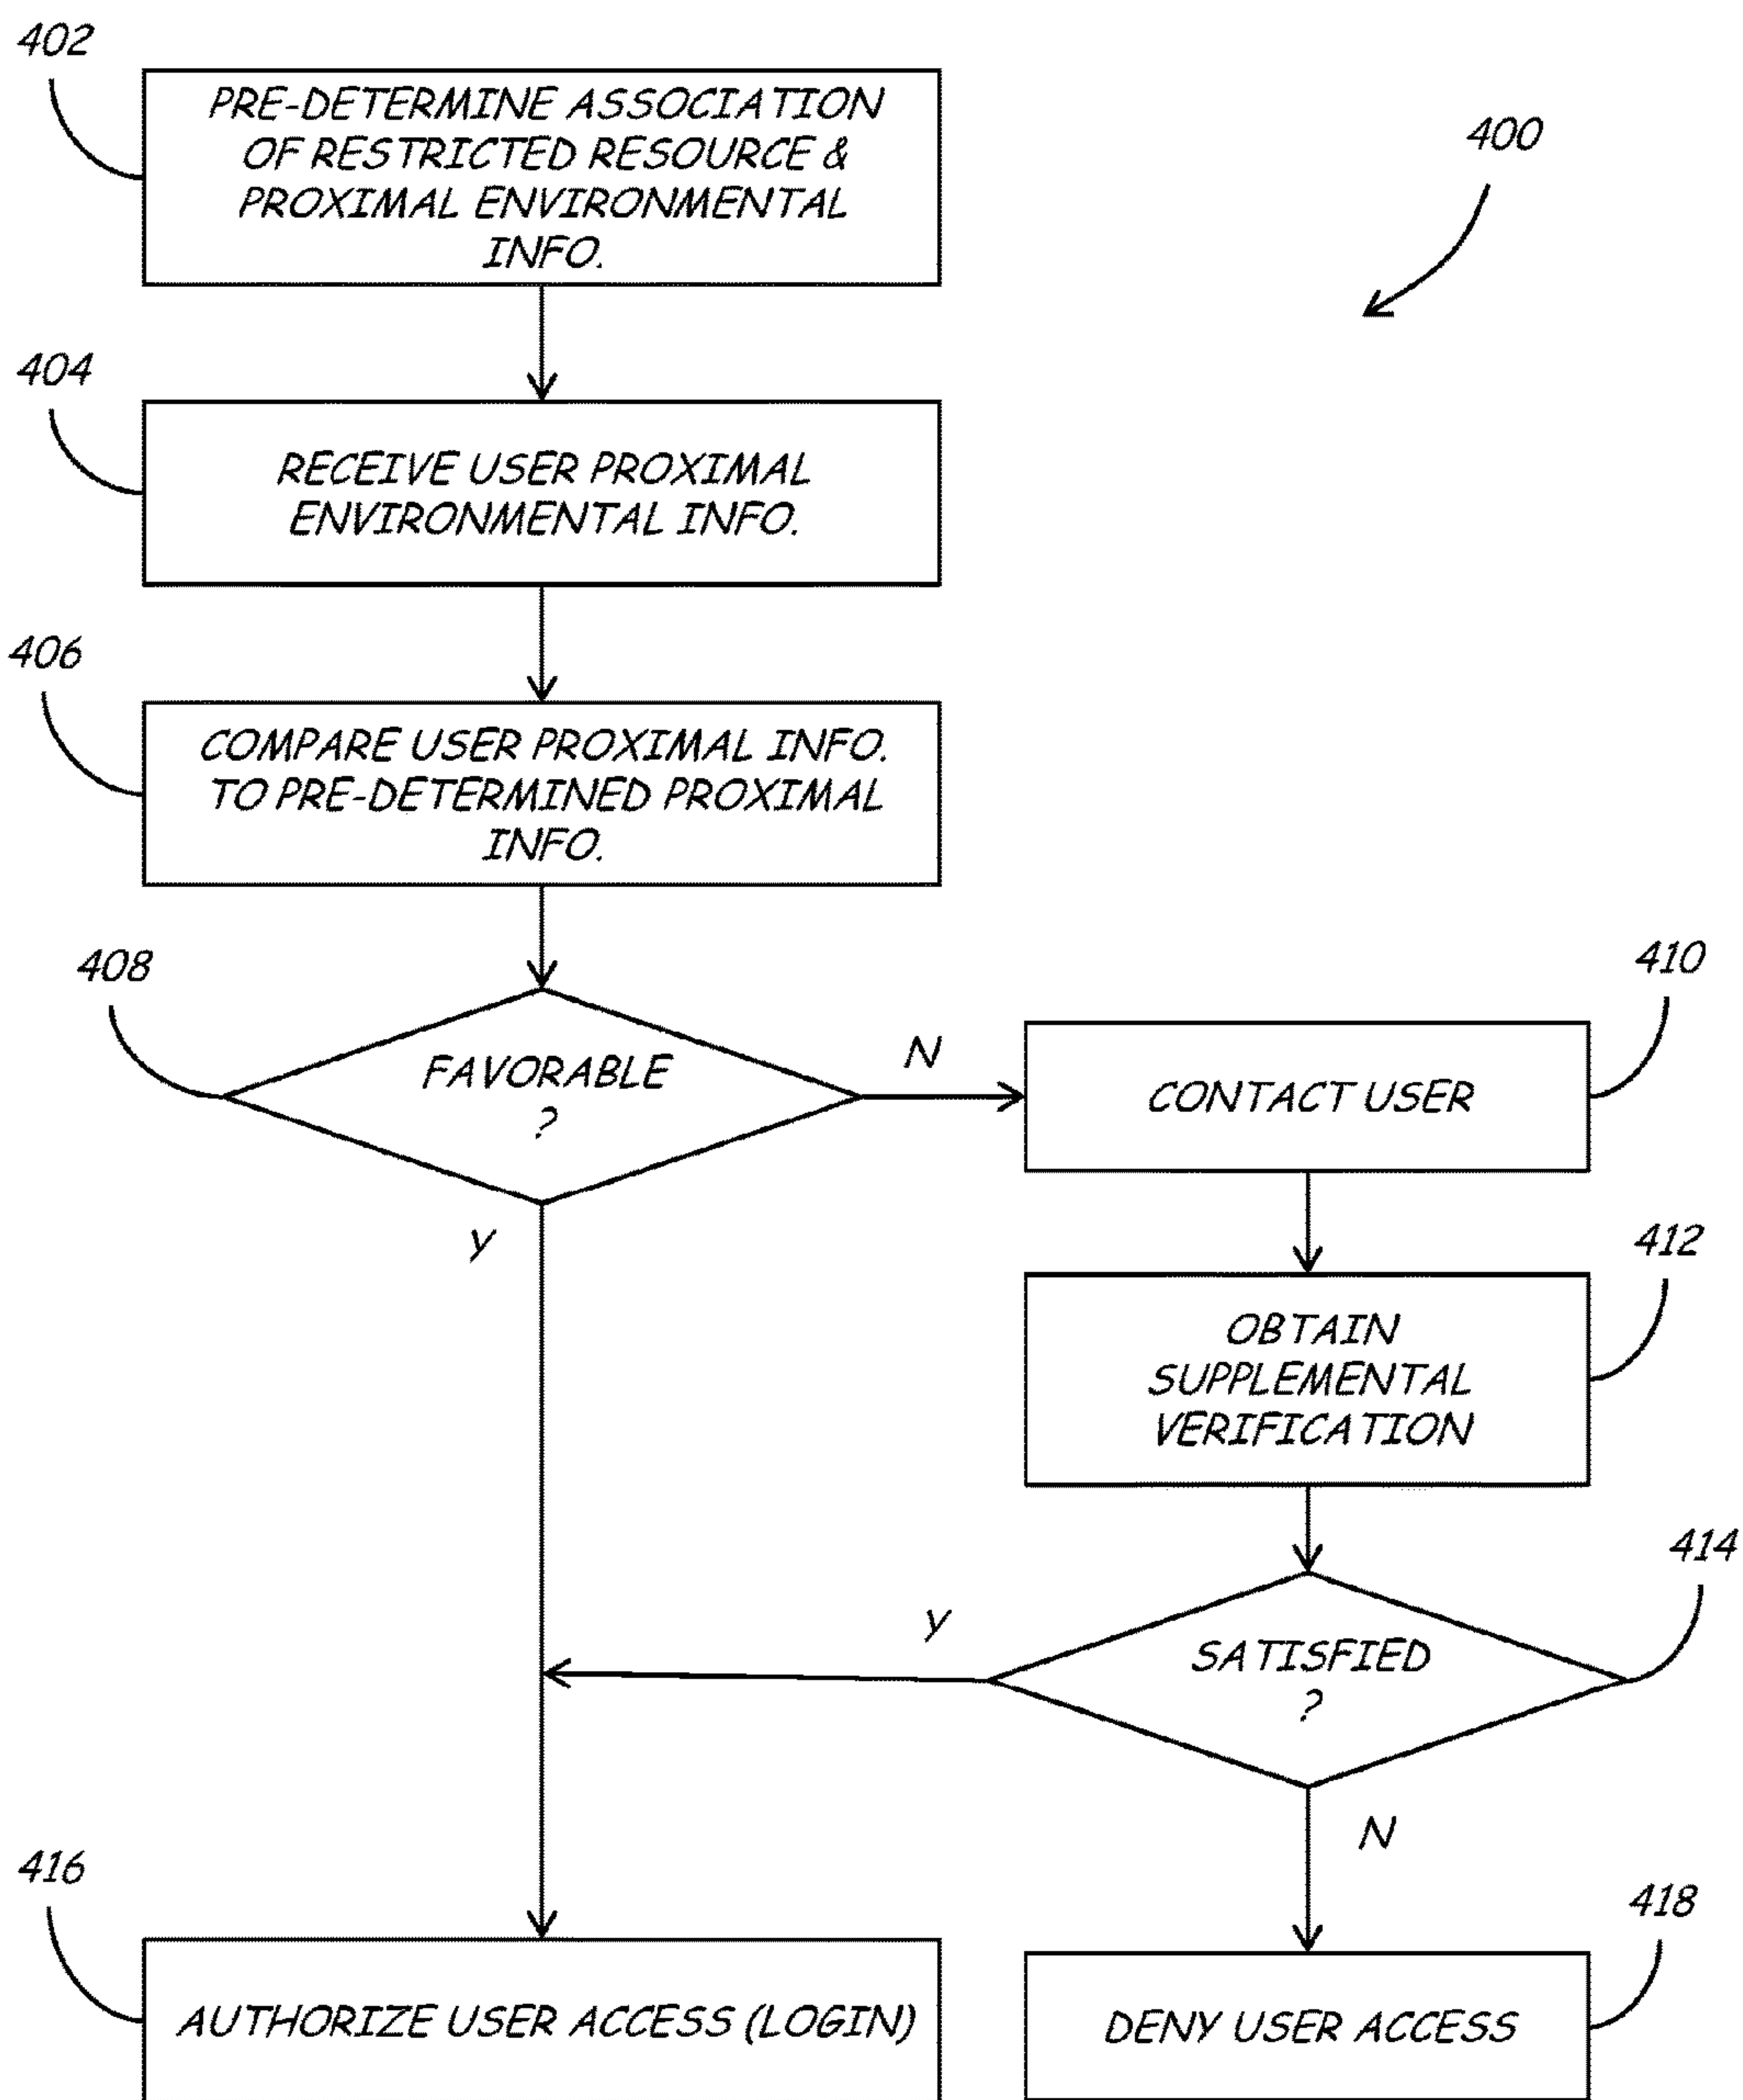 402
PRE-DETERMINE ASSOCIATION
OF RESTRICTED RESOURCE &
PROXIMAL ENVIRONMENTAL
INFO.
400
404
RECEIVE USER PROXIMAL
ENVIRONMENTAL INFO.
406
COMPARE USER PROXIMAL INFO.
TO PRE-DETERMINED PROXIMAL
INFO.
408
FAVORABLE
?
N
Y
410
CONTACT USER
412
OBTAIN
SUPPLEMENTAL
VERIFICATION
414
SATISFIED
?
Y
N
416
AUTHORIZE USER ACCESS (LOGIN)
418
DENY USER ACCESS